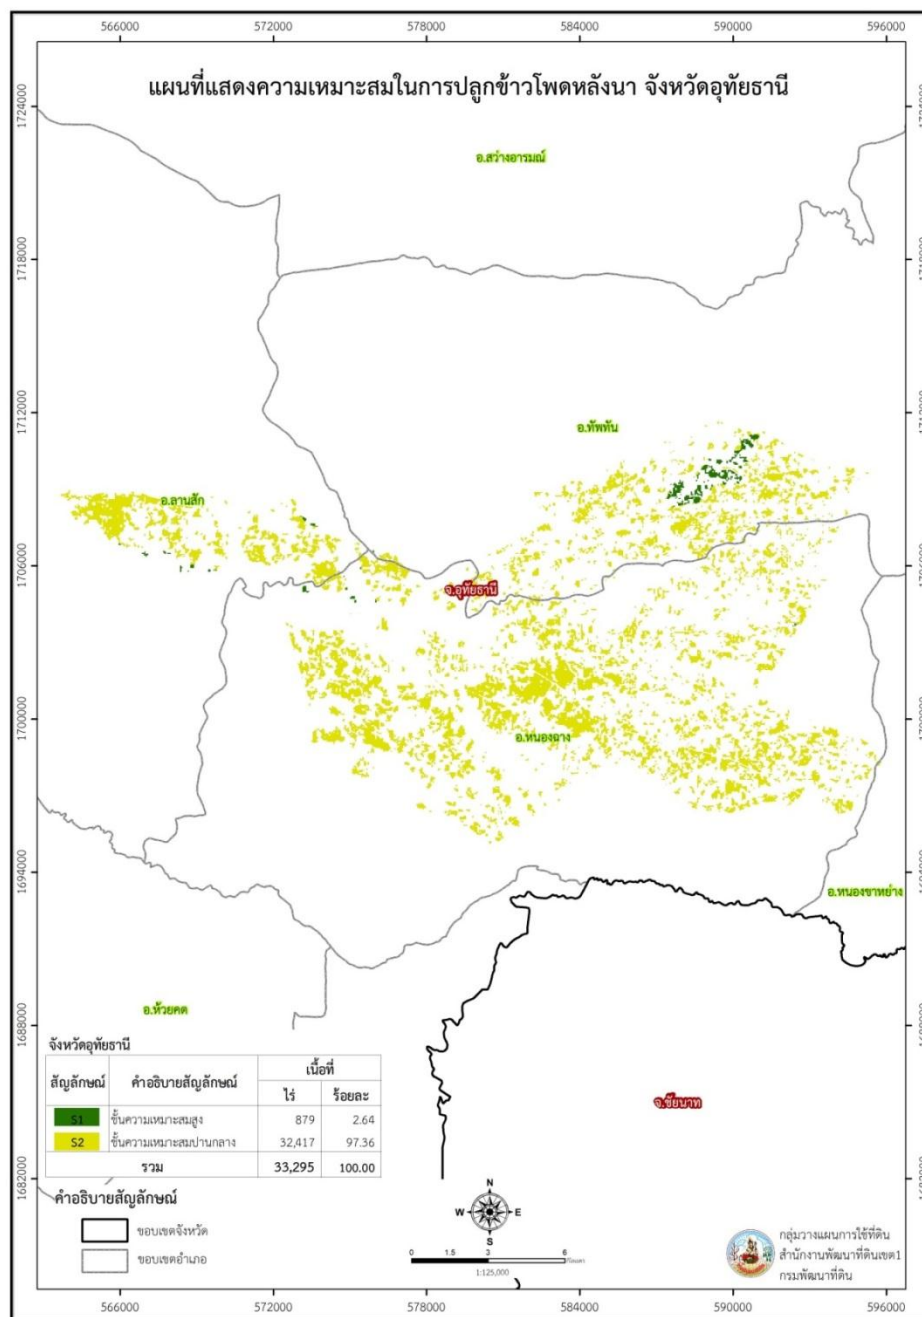 566000 572000 578000 584000 590000 596000
แผนที่แสดงความเหมาะสมในการปลูกข้าวโพดหลังนา จังหวัดอุทัยธานี
1724000
อ.สว่างอารมณ์
1718000 1718000
1712000 1712000
อ.ทัพทัน
อ.ลานสัก
1706000 1706000
จ.อุทัยธานี
1700000 1700000
อ.หนองฉาง
1694000 1694000
อ.หนองขาหย่าง
อ.ห้วยคต
1688000 1688000
จังหวัดอุทัยธานี
สัญลักษณ์ คำอธิบายสัญลักษณ์ เนื้อที่
ไร่ ร้อยละ
S1 ชั้นความเหมาะสมสูง 879 2.64
S2 ชั้นความเหมาะสมปานกลาง 32,417 97.36
รวม 33,295 100.00
จ.ชัยนาท
1682000 1682000
คำอธิบายสัญลักษณ์
ขอบเขตจังหวัด
ขอบเขตอำเภอ
N
W E
S
0 1.5 3 6
กิโลเมตร
1:125,000
กลุ่มวางแผนการใช้ที่ดิน
สำนักงานพัฒนาที่ดินเขต1
กรมพัฒนาที่ดิน
566000 572000 578000 584000 590000 596000